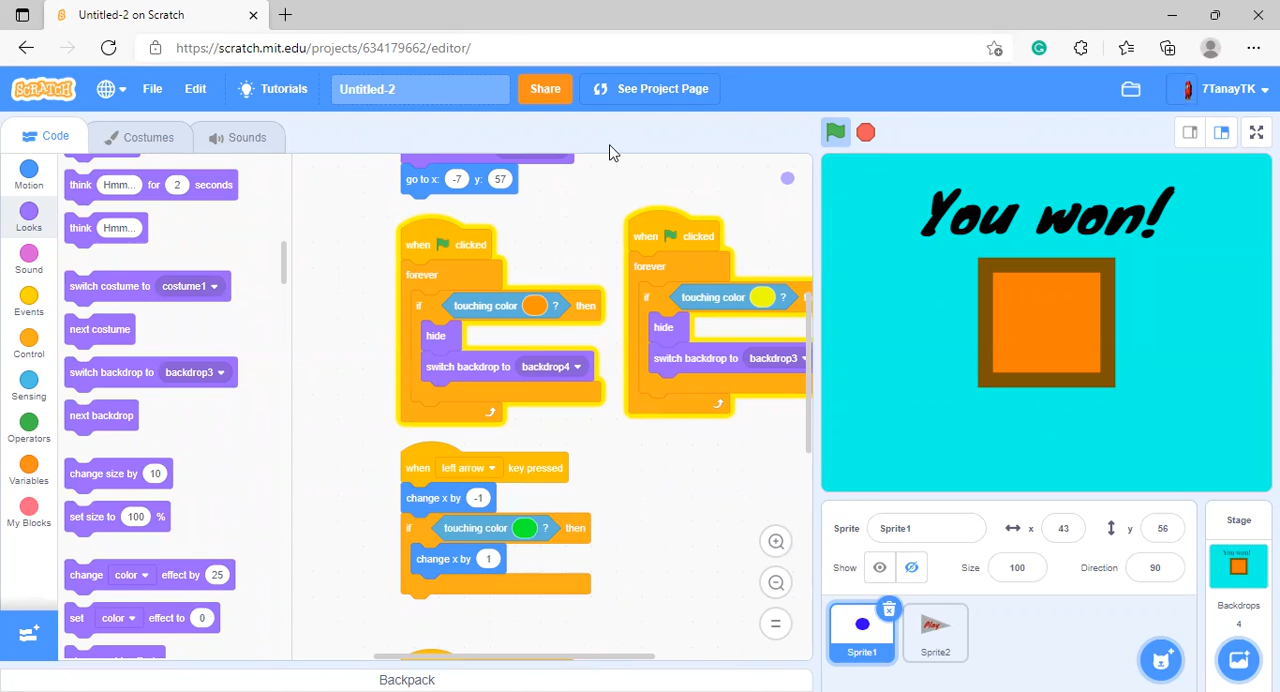 Untitled-2 on Scratch
https://scratch.mit.edu/projects/634179662/editor/
SCRATCH File Edit Tutorials Untitled-2 Share See Project Page 7TanayTK
Code Costumes Sounds
Motion
Looks
Sound
Events
Control
Sensing
Operators
Variables
My Blocks
think Hmm... for 2 seconds
think Hmm...
switch costume to costume1
next costume
switch backdrop to backdrop3
next backdrop
change size by 10
set size to 100 %
change color effect by 25
set color effect to 0
go to x: -7 y: 57
when clicked
forever
if touching color ? then
hide
switch backdrop to backdrop4
when clicked
forever
if touching color ?
hide
switch backdrop to backdrop3
when left arrow key pressed
change x by -1
if touching color ? then
change x by 1
You won!
Sprite Sprite1 x 43 y 56
Show Size 100 Direction 90
Sprite1
Play
Sprite2
Stage
You won!
Backdrops
4
Backpack